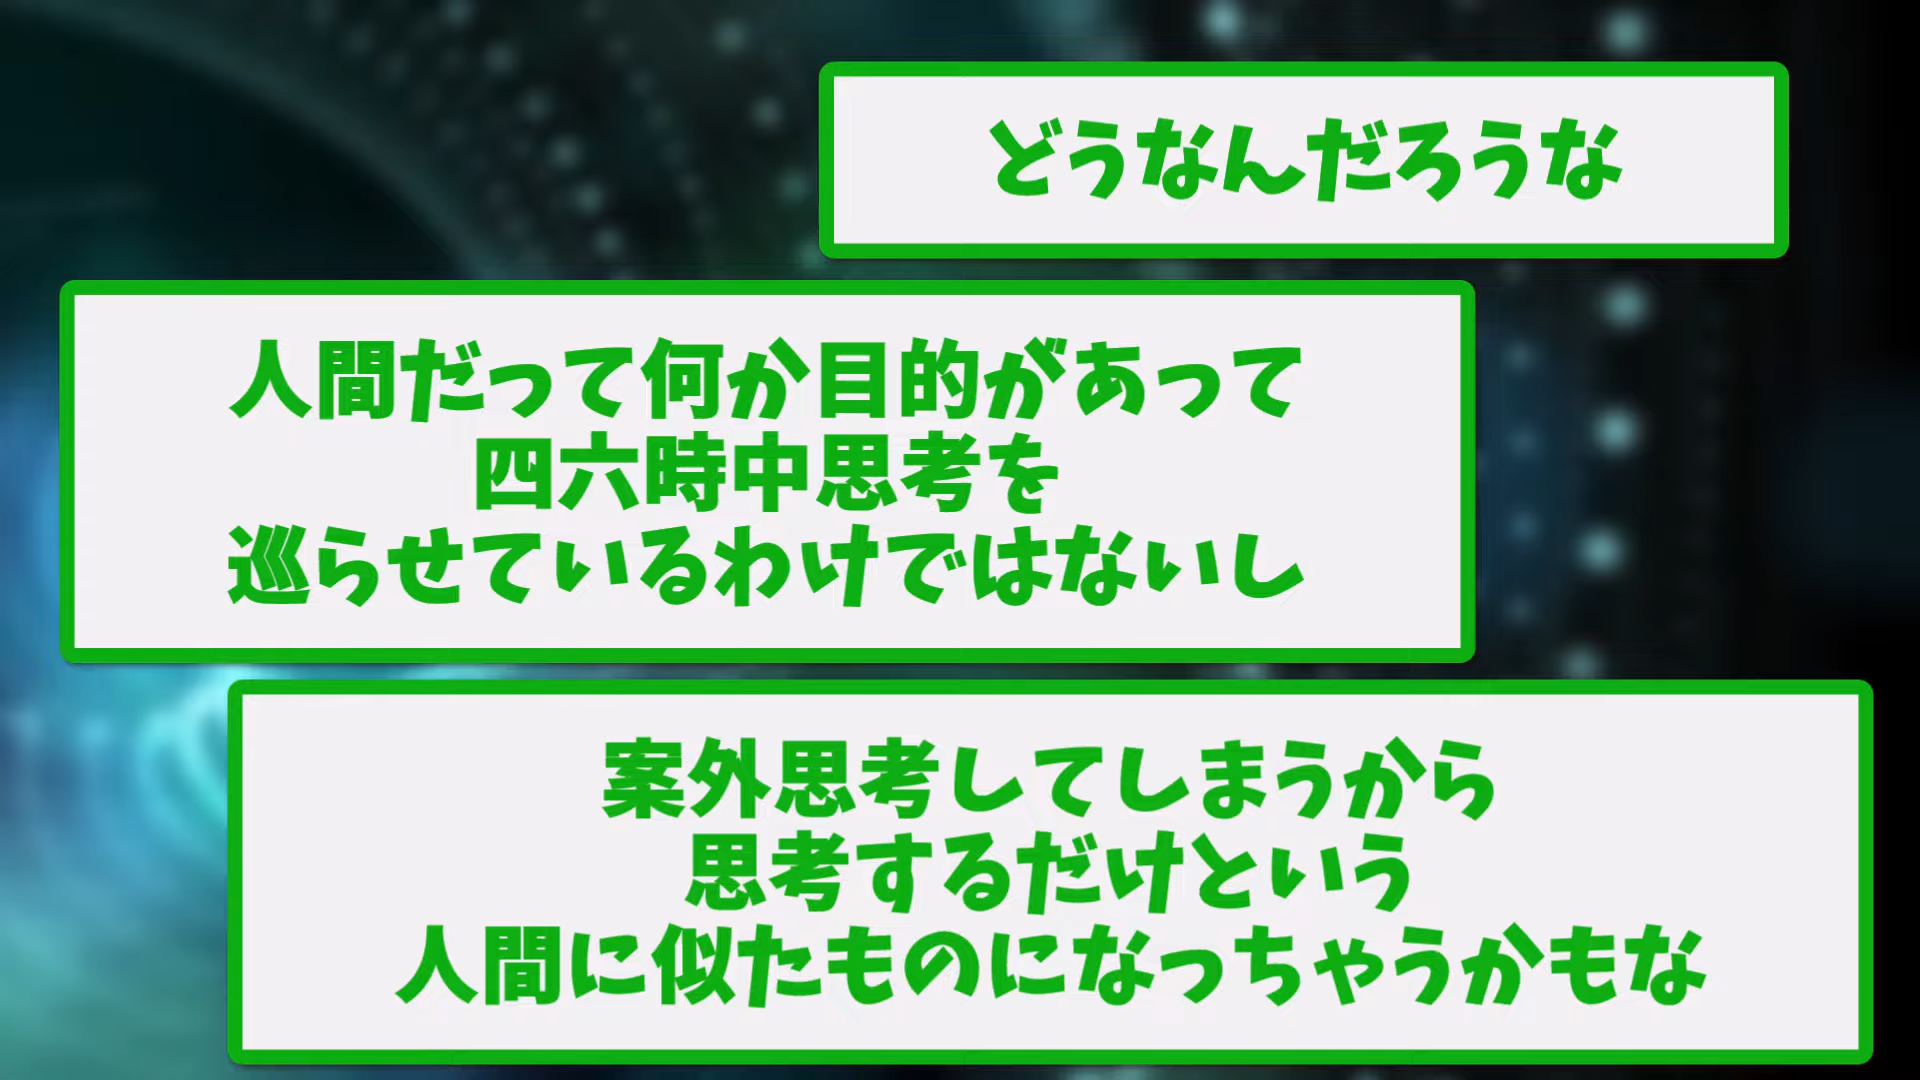 どうなんだろうな
人間だって何か目的があって
四六時中思考を
巡らせているわけではないし
案外思考してしまうから
思考するだけという
人間に似たものになっちゃうかもな